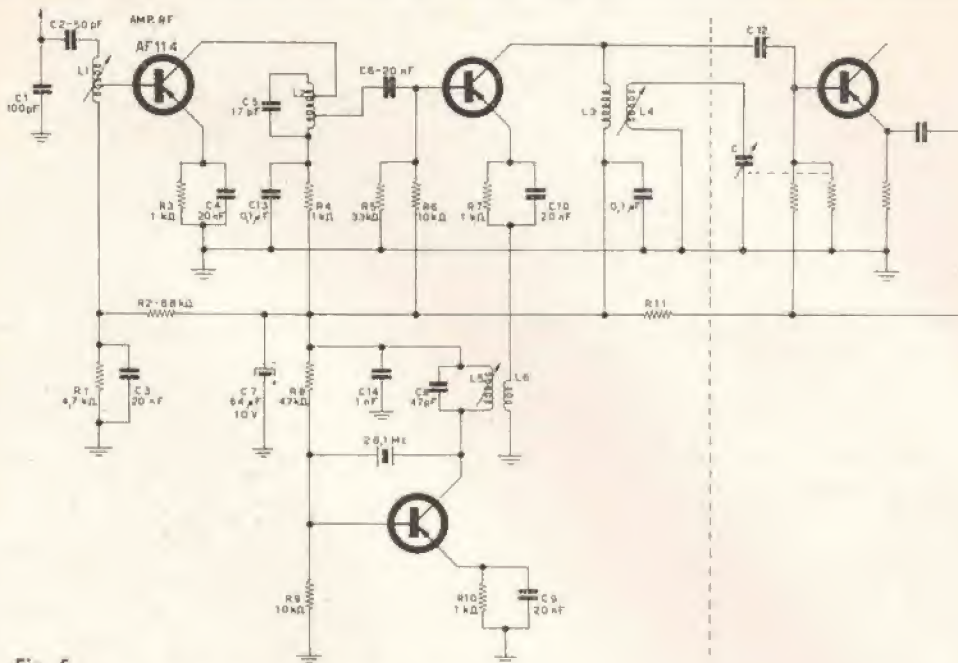 C2-50pF
AMP. RF
AF114
L1
C1
100pF
C5
17pF
L2
C6-20nF
C12
L3
L4
C
R3
1kΩ
C4
20nF
C13
0,1µF
R4
1kΩ
R5
33kΩ
R6
10kΩ
R7
1kΩ
C10
20nF
0,1µF
R2-68kΩ
R11
R1
4,7kΩ
C3
20nF
C7
64µF
10V
R8
47kΩ
C14
1nF
C8
47pF
L5
L6
28,1 Hz
R9
10kΩ
R10
1kΩ
C9
20nF